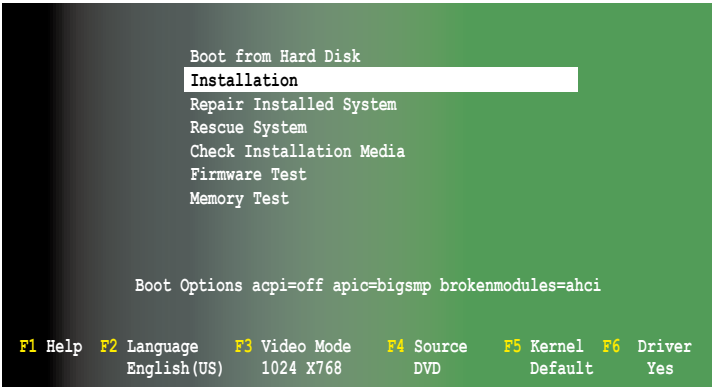 Boot from Hard Disk
Installation
Repair Installed System
Rescue System
Check Installation Media
Firmware Test
Memory Test
Boot Options acpi=off apic=bigsmp brokenmodules=ahci
F1 Help F2 Language F3 Video Mode F4 Source F5 Kernel F6 Driver
English(US) 1024 X768 DVD Default Yes